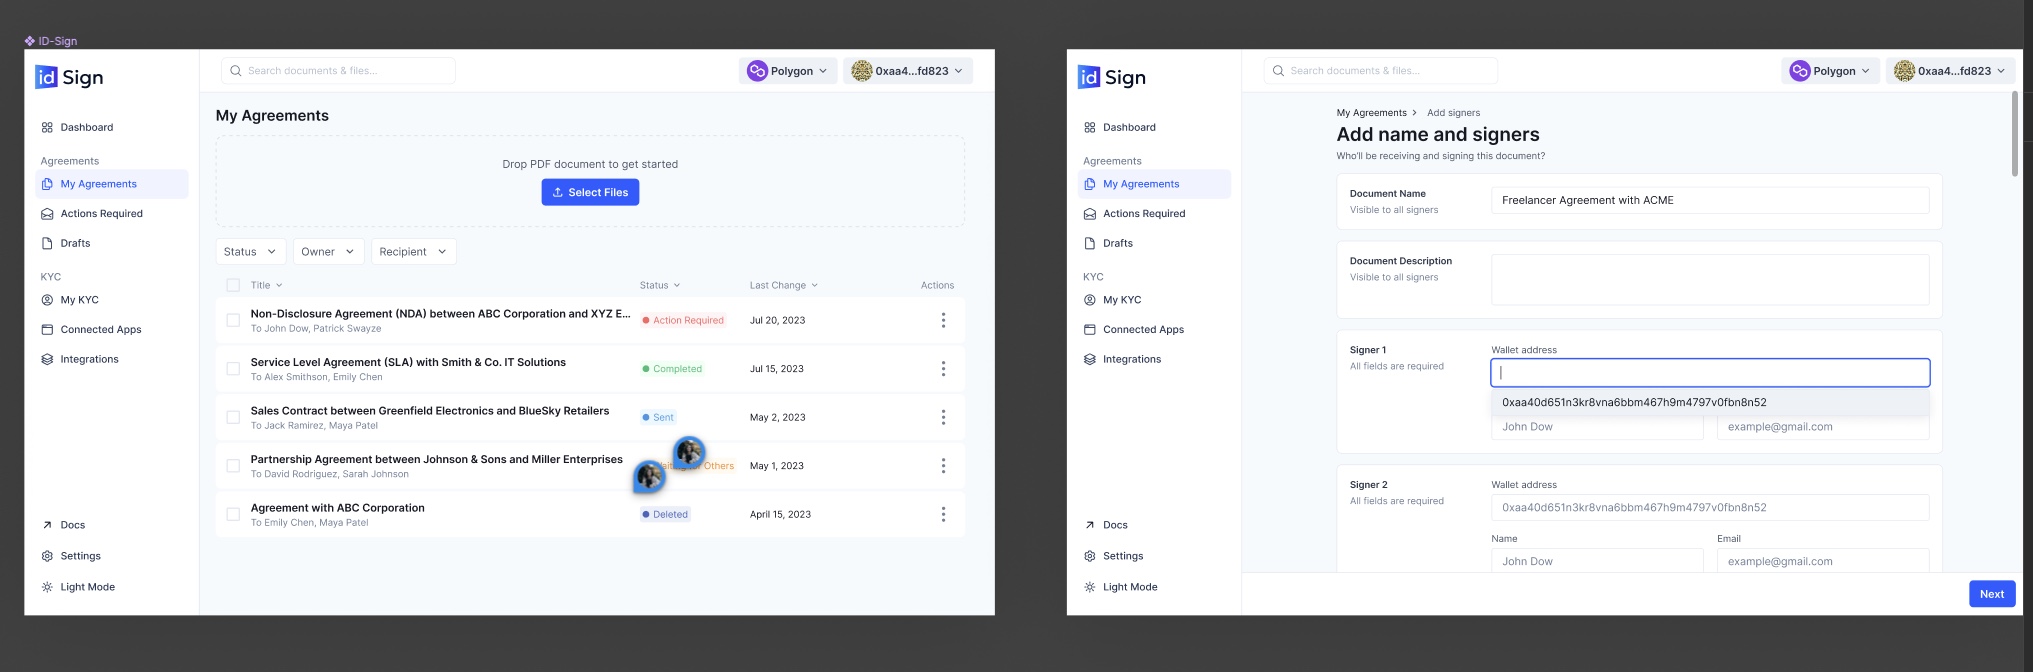 ID-Sign
id Sign
Search documents & files...
Polygon
0xaa4...fd823
Dashboard
Agreements
My Agreements
Actions Required
Drafts
KYC
My KYC
Connected Apps
Integrations
Docs
Settings
Light Mode
My Agreements
Drop PDF document to get started
Select Files
Status
Owner
Recipient
Title
Status
Last Change
Actions
Non-Disclosure Agreement (NDA) between ABC Corporation and XYZ E...
To John Dow, Patrick Swayze
Action Required
Jul 20, 2023
Service Level Agreement (SLA) with Smith & Co. IT Solutions
To Alex Smithson, Emily Chen
Completed
Jul 15, 2023
Sales Contract between Greenfield Electronics and BlueSky Retailers
To Jack Ramirez, Maya Patel
Sent
May 2, 2023
Partnership Agreement between Johnson & Sons and Miller Enterprises
To David Rodriguez, Sarah Johnson
Others
May 1, 2023
Agreement with ABC Corporation
To Emily Chen, Maya Patel
Deleted
April 15, 2023
id Sign
Search documents & files...
Polygon
0xaa4...fd823
Dashboard
Agreements
My Agreements
Actions Required
Drafts
KYC
My KYC
Connected Apps
Integrations
Docs
Settings
Light Mode
My Agreements > Add signers
Add name and signers
Who'll be receiving and signing this document?
Document Name
Visible to all signers
Freelancer Agreement with ACME
Document Description
Visible to all signers
Signer 1
All fields are required
Wallet address
0xaa40d651n3kr8vna6bbm467h9m4797v0fbn8n52
John Dow
example@gmail.com
Signer 2
All fields are required
Wallet address
0xaa40d651n3kr8vna6bbm467h9m4797v0fbn8n52
Name
Email
John Dow
example@gmail.com
Next